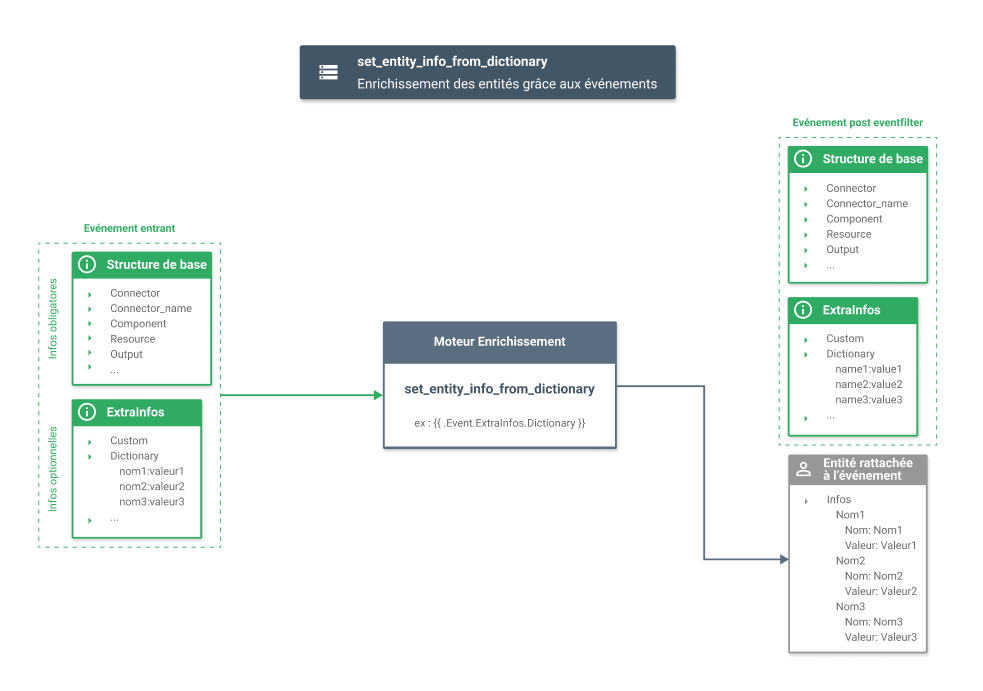 set_entity_info_from_dictionary
Enrichissement des entités grâce aux événements
Evénement entrant
Infos obligatores
Structure de base
Connector
Connector_name
Component
Resource
Output
...
Infos optionnelles
ExtraInfos
Custom
Dictionary
nom1:valeur1
nom2:valeur2
nom3:valeur3
...
Moteur Enrichissement
set_entity_info_from_dictionary
ex : {{ .Event.ExtraInfos.Dictionary }}
Evénement post eventfilter
Structure de base
Connector
Connector_name
Component
Resource
Output
...
ExtraInfos
Custom
Dictionary
name1:value1
name2:value2
name3:value3
...
Entité rattachée
à l'événement
Infos
Nom1
Nom: Nom1
Valeur: Valeur1
Nom2
Nom: Nom2
Valeur: Valeur2
Nom3
Nom: Nom3
Valeur: Valeur3